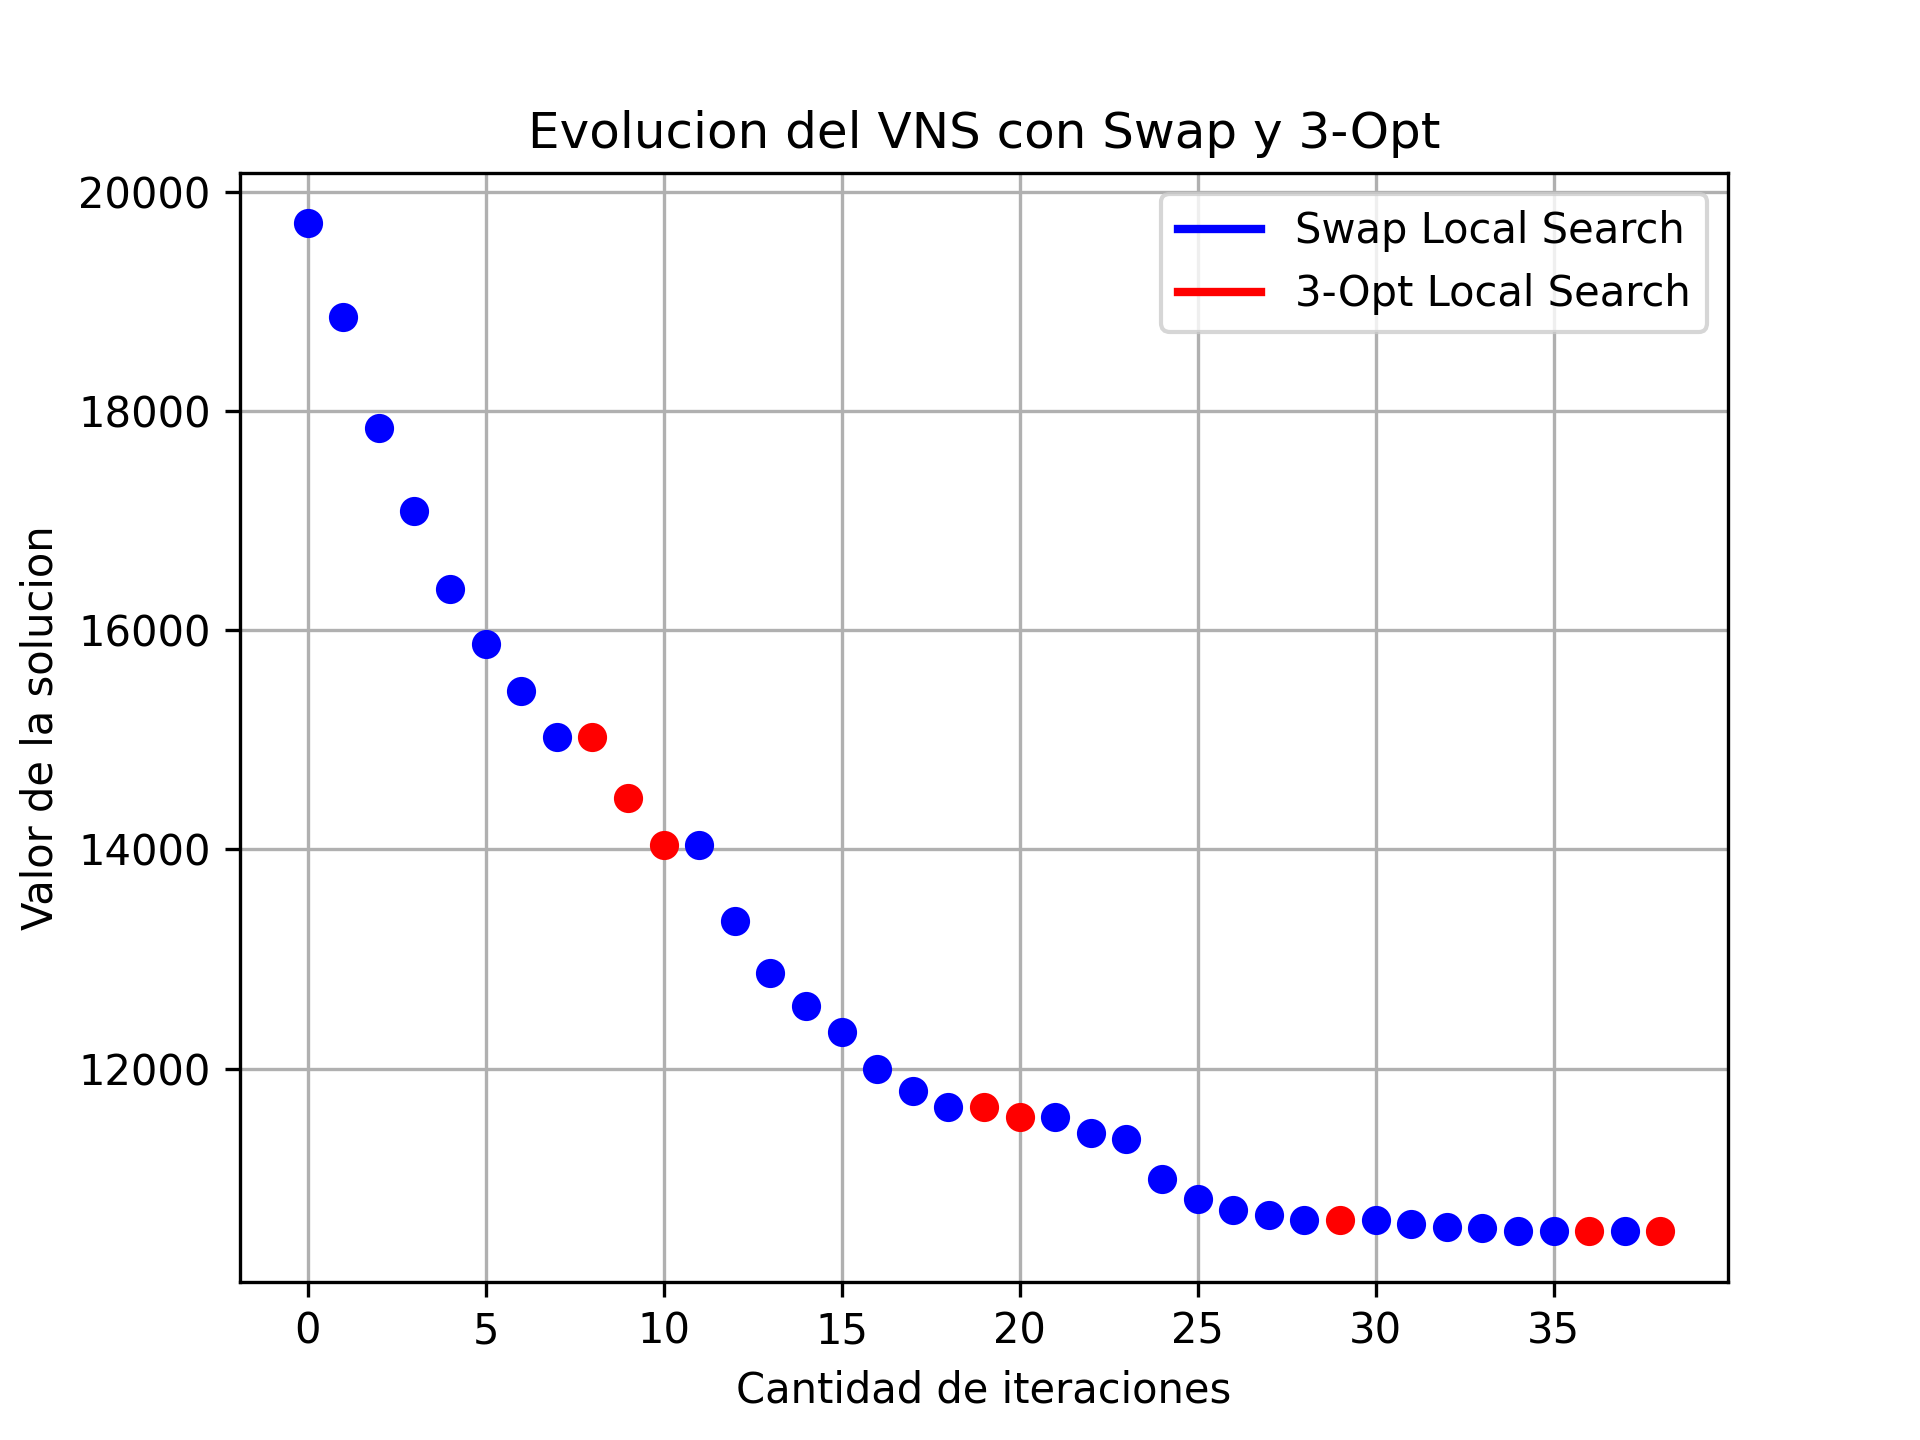 Evolucion del VNS con Swap y 3-Opt
20000
18000
16000
14000
12000
Valor de la solucion
Swap Local Search
3-Opt Local Search
0 5 10 15 20 25 30 35
Cantidad de iteraciones